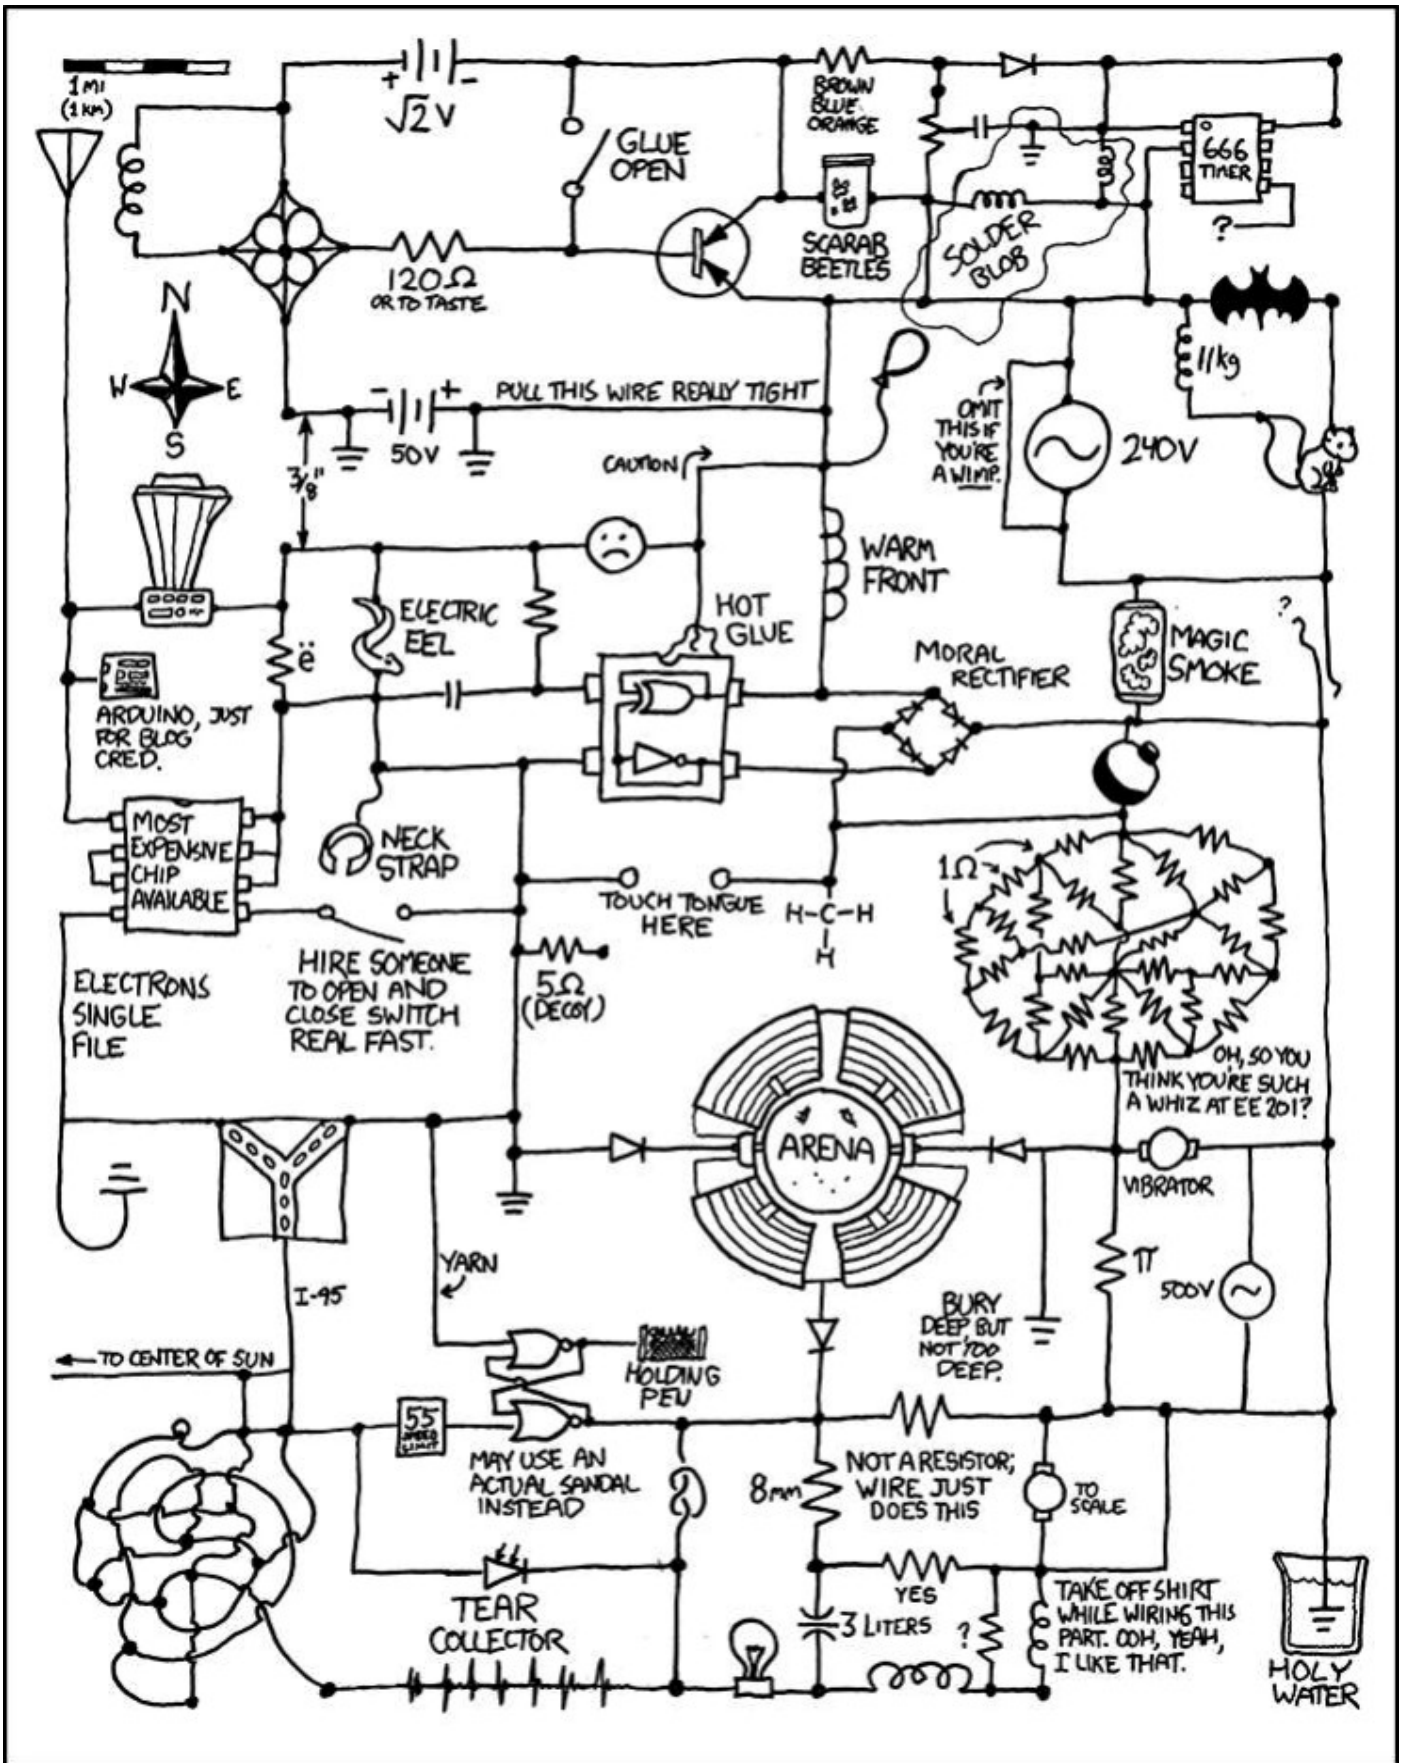 1 MI
(1 KM)
+ -
√2 V
GLUE
OPEN
BROWN
BLUE
ORANGE
666
TIMER
?
SCARAB
BEETLES
SOLDER
BLOB
120Ω
OR TO TASTE
N
W E
S
- +
50V
PULL THIS WIRE REALLY TIGHT
3/8"
CAUTION
OMIT
THIS IF
YOU'RE
A WIMP.
240V
11kg
ELECTRIC
EEL
ë
HOT
GLUE
WARM
FRONT
MORAL
RECTIFIER
MAGIC
SMOKE
?
ARDUINO, JUST
FOR BLOG
CRED.
MOST
EXPENSIVE
CHIP
AVAILABLE
NECK
STRAP
TOUCH TONGUE
HERE
H-C-H
H
1Ω
HIRE SOMEONE
TO OPEN AND
CLOSE SWITCH
REAL FAST.
5Ω
(DECOY)
ELECTRONS
SINGLE
FILE
OH, SO YOU
THINK YOU'RE SUCH
A WHIZ AT EE 201?
ARENA
VIBRATOR
π
500V
YARN
I-95
BURY
DEEP, BUT
NOT TOO
DEEP.
TO CENTER OF SUN
HOLDING
PEN
55
SPEED
LIMIT
MAY USE AN
ACTUAL SANDAL
INSTEAD
8mm
NOT A RESISTOR;
WIRE JUST
DOES THIS
TO
SCALE
TEAR
COLLECTOR
YES
3 LITERS
?
TAKE OFF SHIRT
WHILE WIRING THIS
PART. OOH, YEAH,
I LIKE THAT.
HOLY
WATER